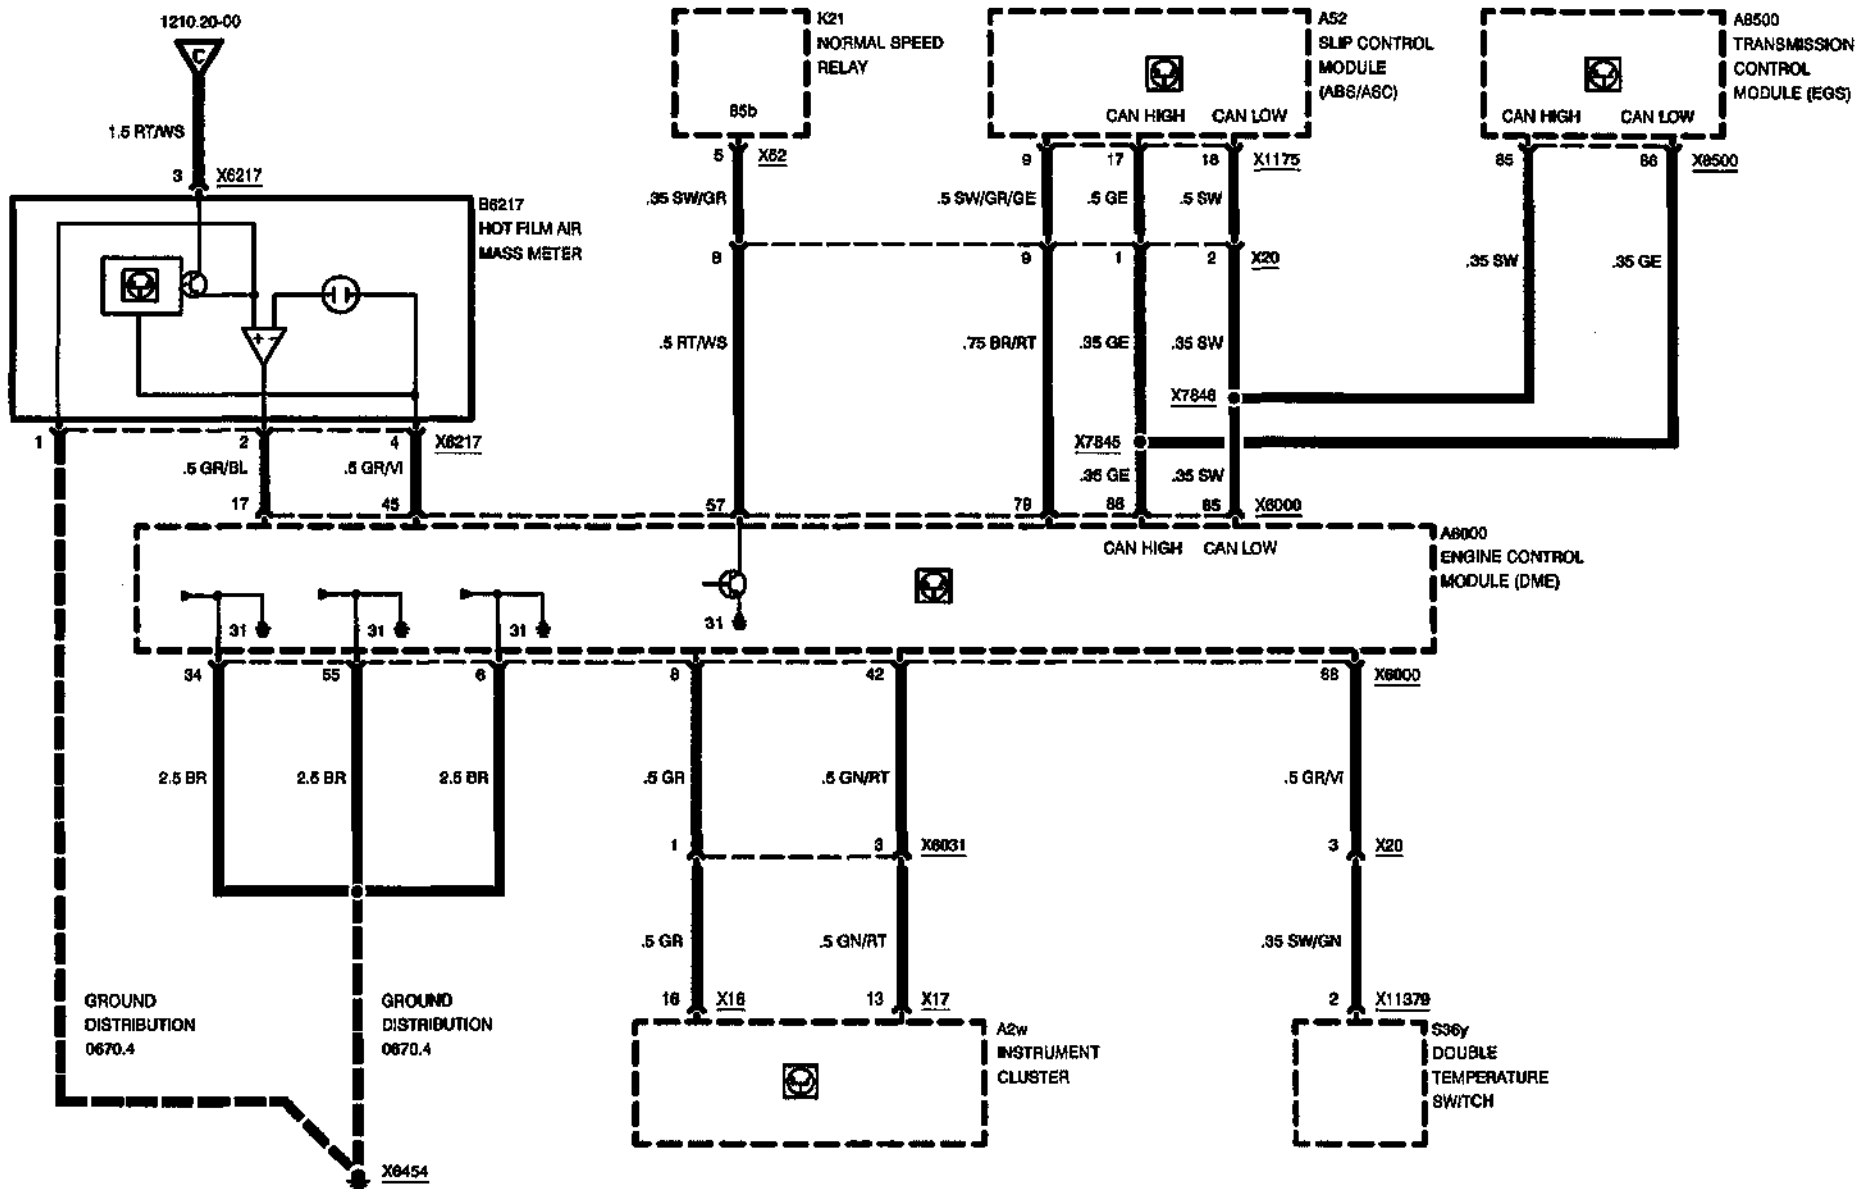 1210.20-00
C
1.5 RT/WS
3 X6217
B6217
HOT FILM AIR
MASS METER
+ -
1 2 4 X6217
.5 GR/BL .5 GR/VI
17 45
K21
NORMAL SPEED
RELAY
85b
5 X52
.35 SW/GR
8
.5 RT/WS
57
A52
SLIP CONTROL
MODULE
(ABS/ASC)
CAN HIGH CAN LOW
9 17 18 X1175
.5 SW/GR/GE .5 GE .5 SW
9 1 2 X20
.75 BR/RT .35 GE .35 SW
X7846
X7845
.35 GE .35 SW
79 86 85 X6000
A8500
TRANSMISSION
CONTROL
MODULE (EGS)
CAN HIGH CAN LOW
85 86 X8500
.35 SW .35 GE
CAN HIGH CAN LOW
A6000
ENGINE CONTROL
MODULE (DME)
31 31 31 31
34 55 6 8 42 88 X6000
2.5 BR 2.5 BR 2.5 BR .5 GR .5 GN/RT .5 GR/VI
1 3 X6031 3 X20
.5 GR .5 GN/RT .35 SW/GN
GROUND
DISTRIBUTION
0670.4
GROUND
DISTRIBUTION
0670.4
16 X16 13 X17 2 X11379
A2w
INSTRUMENT
CLUSTER
S36y
DOUBLE
TEMPERATURE
SWITCH
X6454